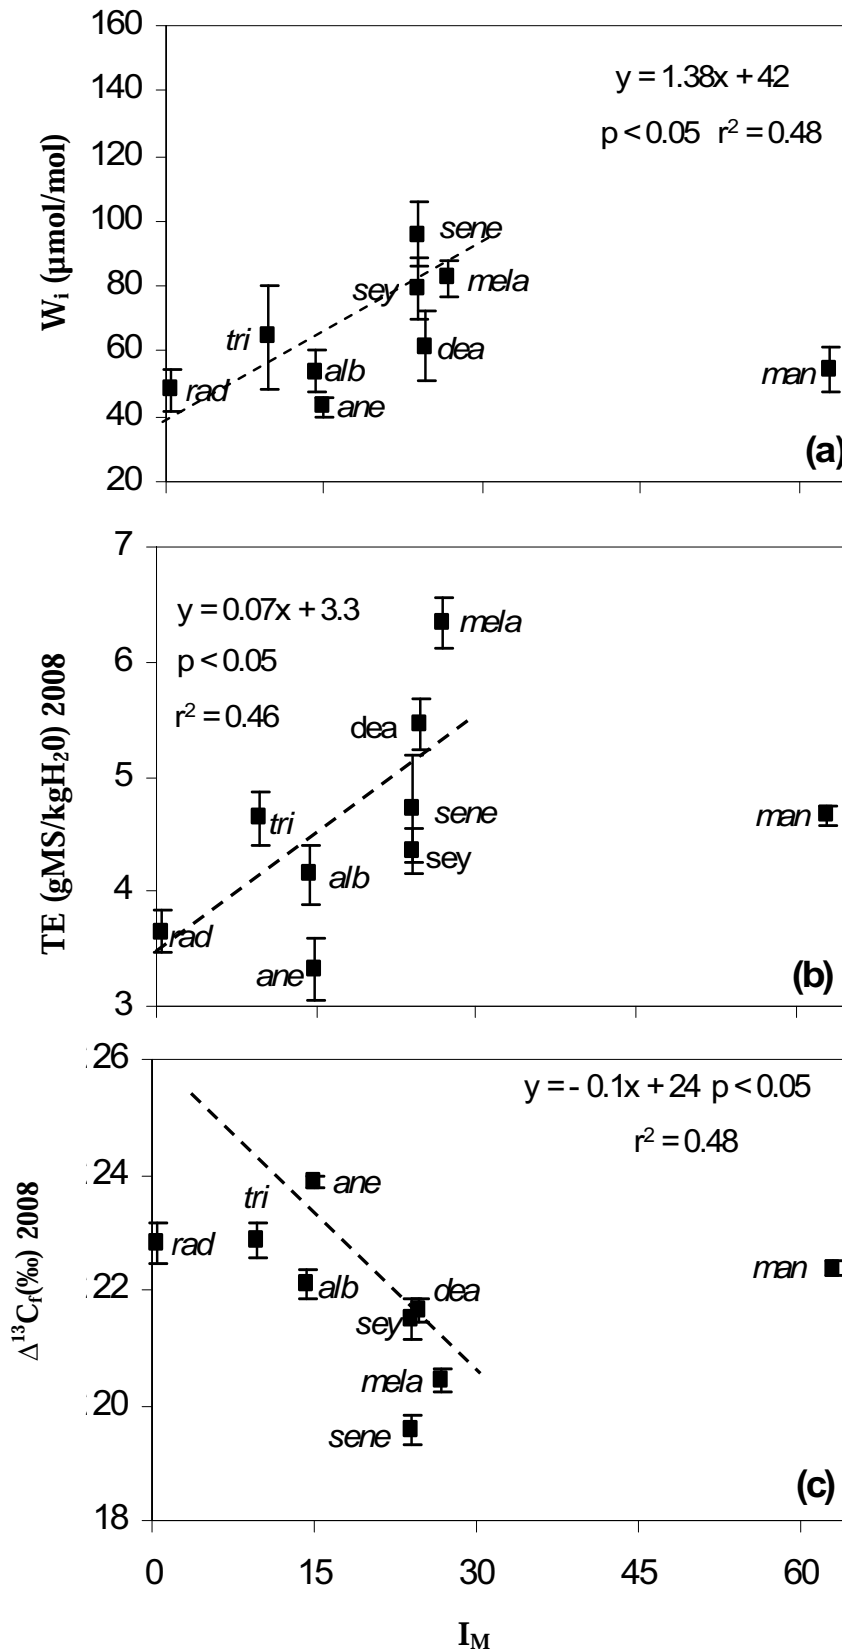 160
140
120
100
80
60
40
20
Wi (µmol/mol)
y = 1.38x + 42
p < 0.05 r² = 0.48
sene
sey
mela
tri
dea
alb
rad
ane
man
(a)
7
6
5
4
3
TE (gMS/kgH₂0) 2008
y = 0.07x + 3.3
p < 0.05
r² = 0.46
mela
dea
tri
sene
man
sey
alb
rad
ane
(b)
26
24
22
20
18
Δ¹³Cf(‰) 2008
y = - 0.1x + 24 p < 0.05
r² = 0.48
ane
tri
rad
man
alb
dea
sey
mela
sene
(c)
0 15 30 45 60
IM